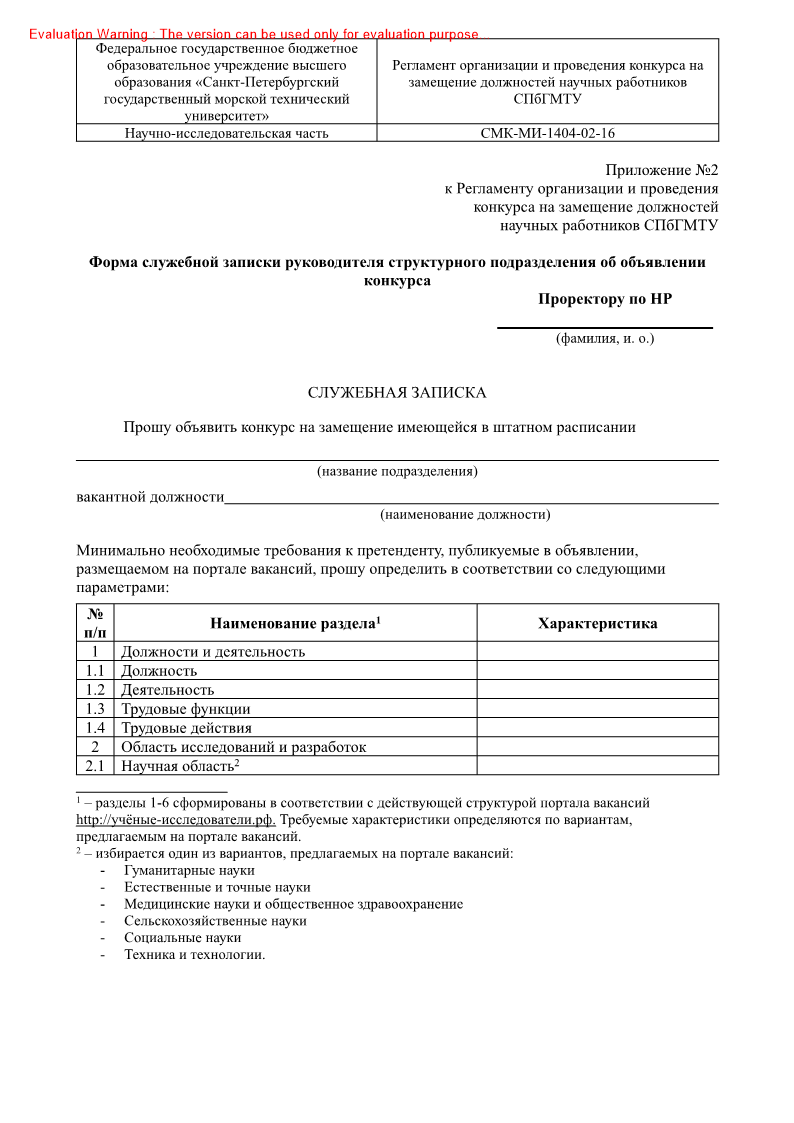 Evaluation Warning : The version can be used only for evaluation purpose...
Федеральное государственное бюджетное
образовательное учреждение высшего
образования «Санкт-Петербургский
государственный морской технический
университет»
Регламент организации и проведения конкурса на
замещение должностей научных работников
СПбГМТУ
Научно-исследовательская часть
СМК-МИ-1404-02-16
Приложение №2
к Регламенту организации и проведения
конкурса на замещение должностей
научных работников СПбГМТУ
Форма служебной записки руководителя структурного подразделения об объявлении
конкурса
Проректору по НР
(фамилия, и. о.)
СЛУЖЕБНАЯ ЗАПИСКА
Прошу объявить конкурс на замещение имеющейся в штатном расписании
(название подразделения)
вакантной должности
(наименование должности)
Минимально необходимые требования к претенденту, публикуемые в объявлении,
размещаемом на портале вакансий, прошу определить в соответствии со следующими
параметрами:
№
п/п
Наименование раздела¹
Характеристика
1 Должности и деятельность
1.1 Должность
1.2 Деятельность
1.3 Трудовые функции
1.4 Трудовые действия
2 Область исследований и разработок
2.1 Научная область²
¹ – разделы 1-6 сформированы в соответствии с действующей структурой портала вакансий
http://учёные-исследователи.рф. Требуемые характеристики определяются по вариантам,
предлагаемым на портале вакансий.
² – избирается один из вариантов, предлагаемых на портале вакансий:
- Гуманитарные науки
- Естественные и точные науки
- Медицинские науки и общественное здравоохранение
- Сельскохозяйственные науки
- Социальные науки
- Техника и технологии.